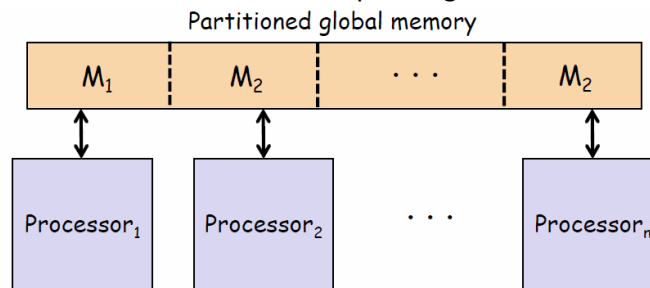 Partitioned global memory
M₁ M₂ . . . M₂
Processor₁ Processor₂ . . . Processorₙ